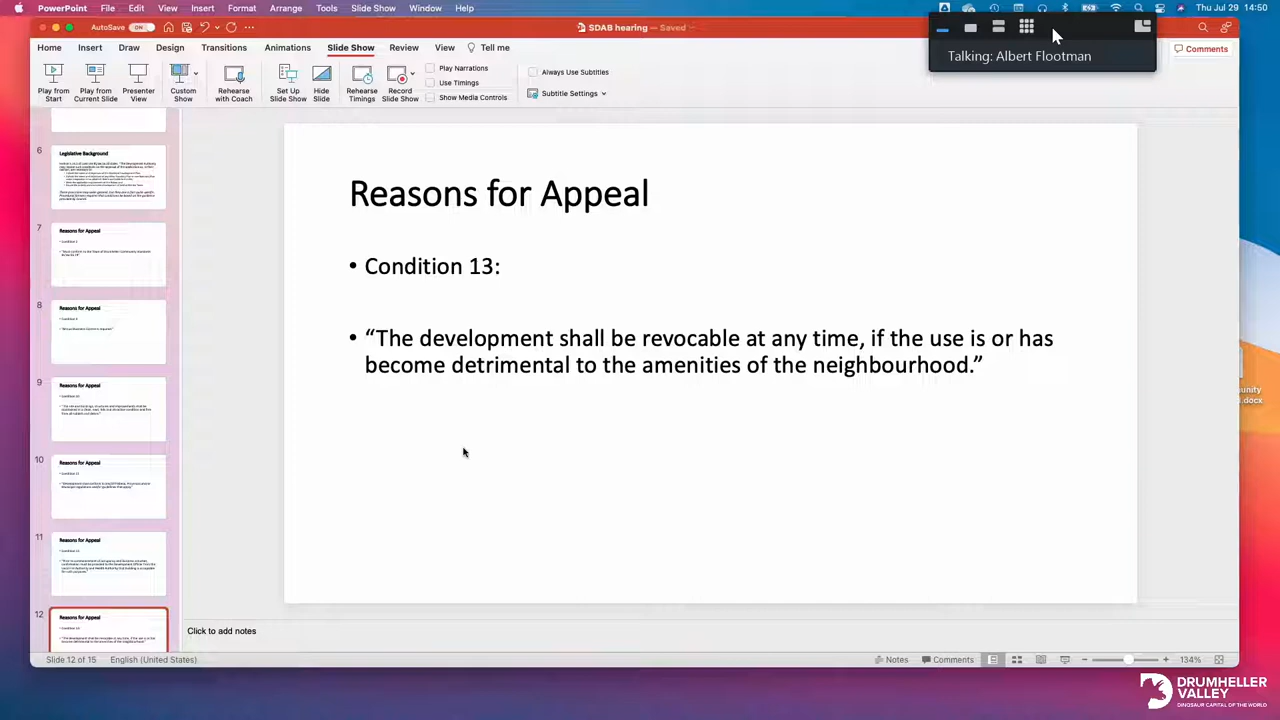 PowerPoint File Edit View Insert Format Arrange Tools Slide Show Window Help
Thu Jul 29 14:50
AutoSave ON
SDAB hearing — Saved
Home Insert Draw Design Transitions Animations Slide Show Review View Tell me
Comments
Talking: Albert Flootman
Play from Start
Play from Current Slide
Presenter View
Custom Show
Rehearse with Coach
Set Up Slide Show
Hide Slide
Rehearse Timings
Record Slide Show
Play Narrations
Use Timings
Show Media Controls
Always Use Subtitles
Subtitle Settings
6
Legislative Background
7
Reasons for Appeal
8
Reasons for Appeal
9
Reasons for Appeal
10
Reasons for Appeal
11
Reasons for Appeal
12
Reasons for Appeal
Reasons for Appeal
• Condition 13:
• “The development shall be revocable at any time, if the use is or has
become detrimental to the amenities of the neighbourhood.”
unity
l.docx
Click to add notes
Slide 12 of 15 English (United States)
Notes Comments 134%
DRUMHELLER
VALLEY
DINOSAUR CAPITAL OF THE WORLD